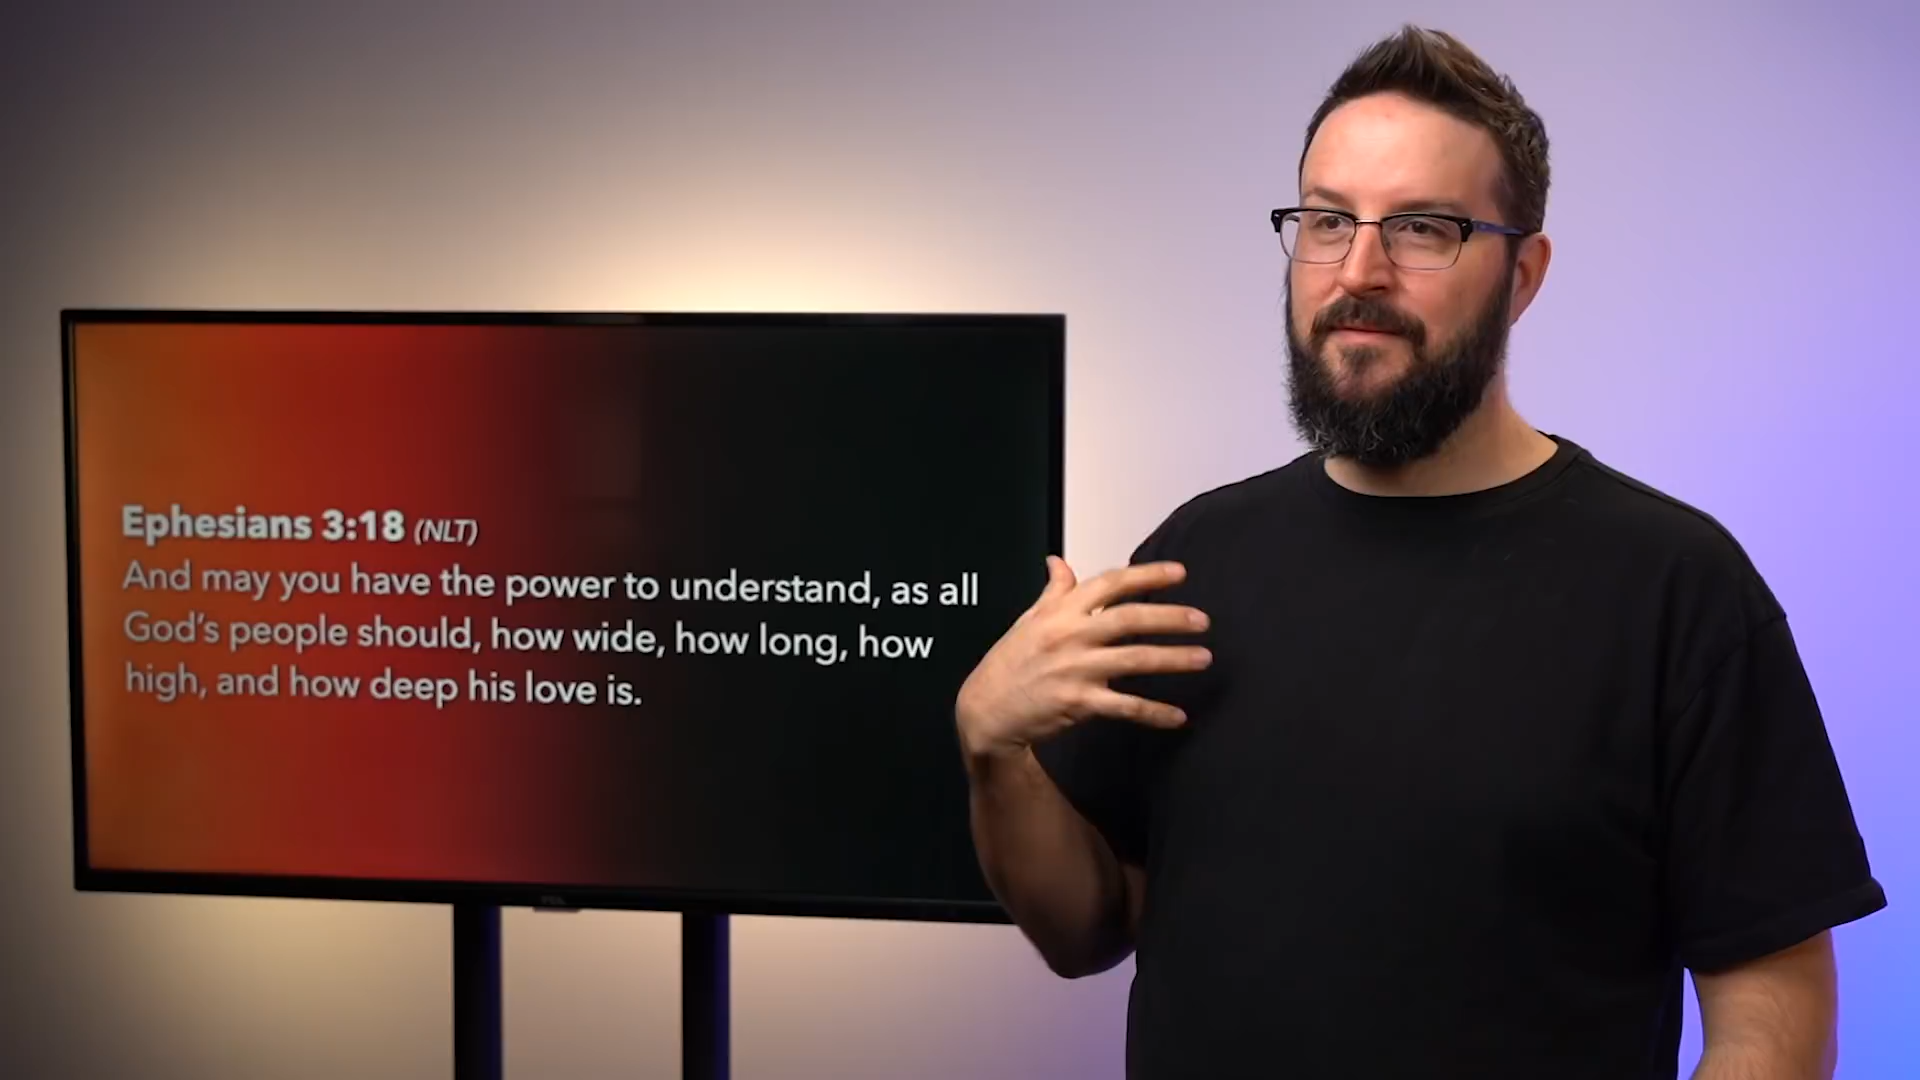 Ephesians 3:18 (NLT)
And may you have the power to understand, as all
God's people should, how wide, how long, how
high, and how deep his love is.